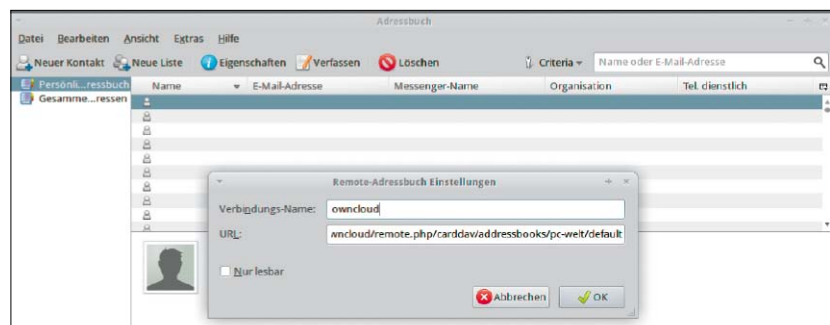 Adressbuch
Datei Bearbeiten Ansicht Extras Hilfe
Neuer Kontakt Neue Liste Eigenschaften Verfassen Löschen Criteria Name oder E-Mail-Adresse
Persönli...ressbuch
Gesamme...ressen
Name E-Mail-Adresse Messenger-Name Organisation Tel. dienstlich
Remote-Adressbuch Einstellungen
Verbindungs-Name: owncloud
URL: wncloud/remote.php/carddav/addressbooks/pc-welt/default
Nur lesbar
Abbrechen OK